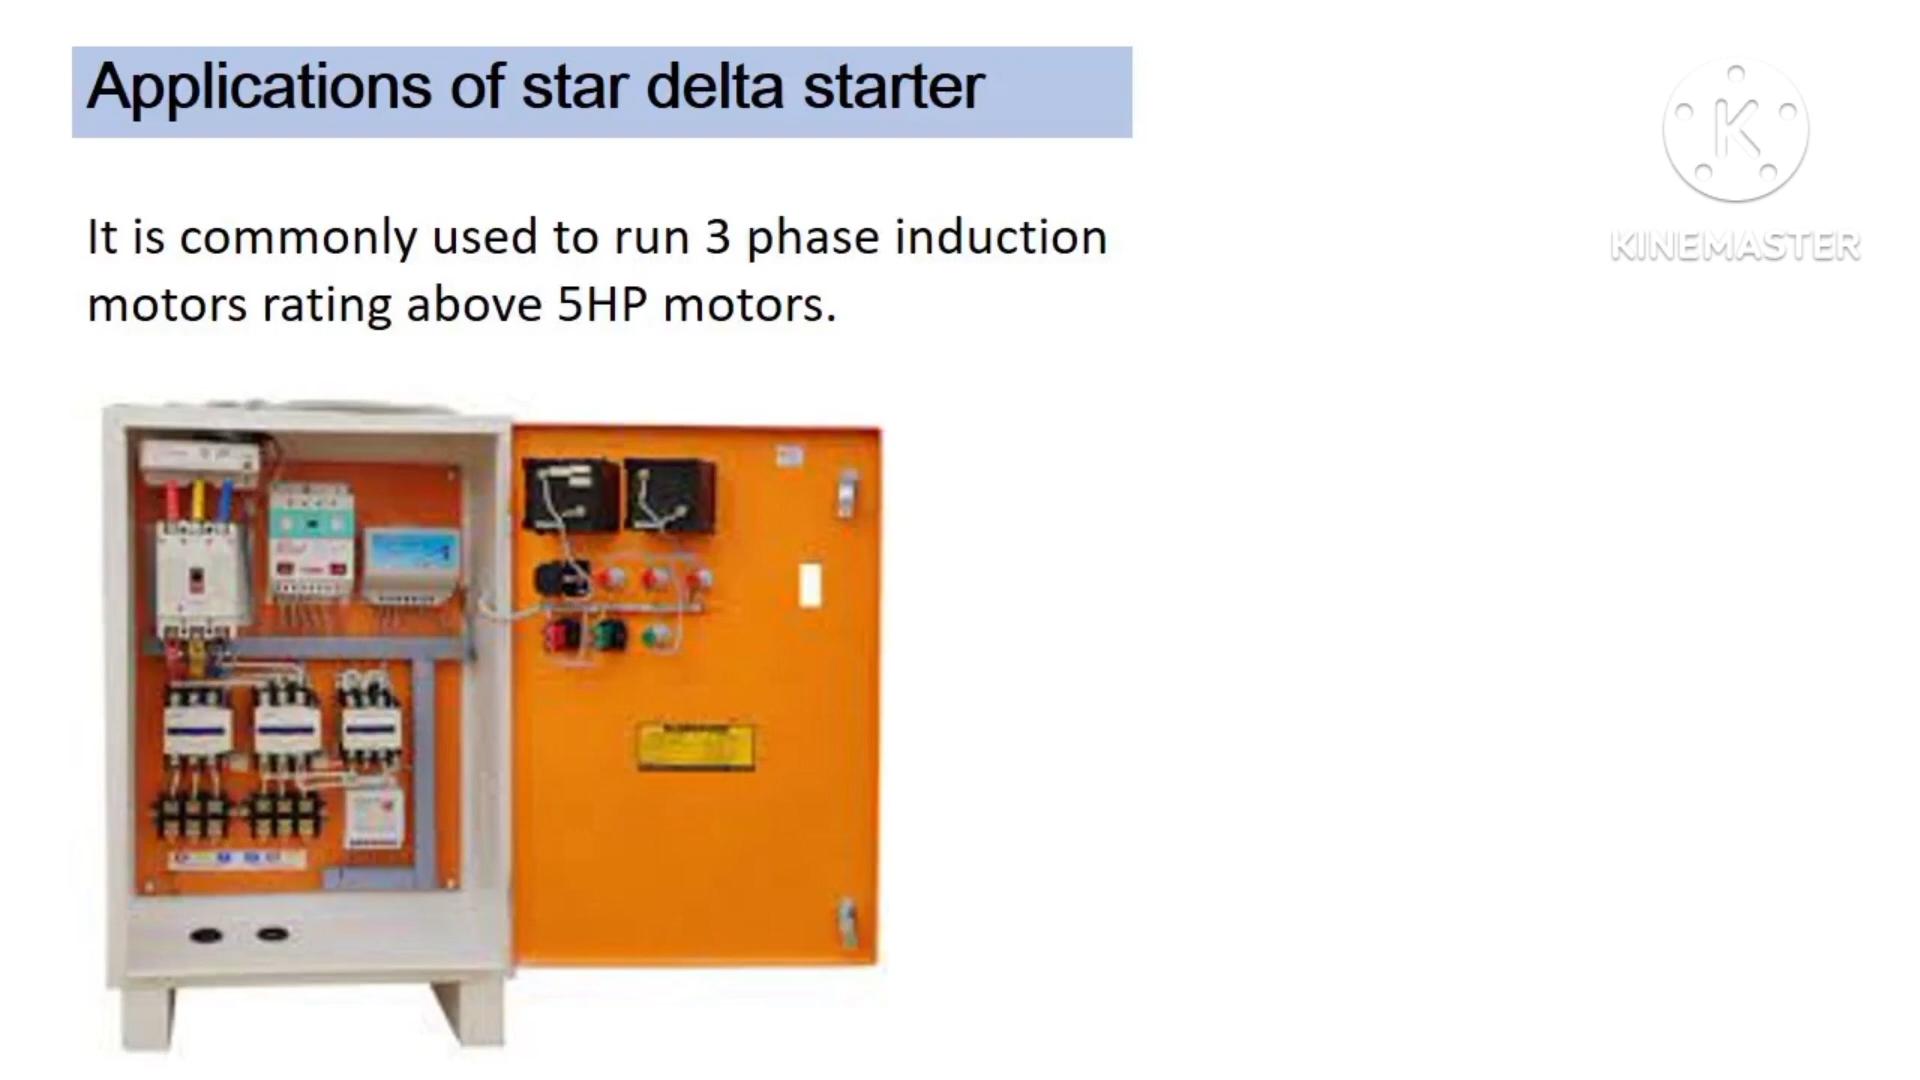 Applications of star delta starter
K
KINEMASTER
It is commonly used to run 3 phase induction
motors rating above 5HP motors.